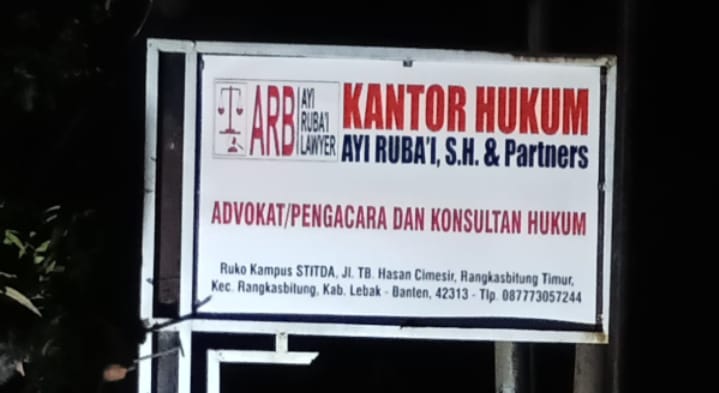 ARB
AYI
RUBA'I
LAWYER
KANTOR HUKUM
AYI RUBA'I, S.H. & Partners
ADVOKAT/PENGACARA DAN KONSULTAN HUKUM
Ruko Kampus STITDA, Jl. TB. Hasan Cimesir, Rangkasbitung Timur,
Kec. Rangkasbitung, Kab. Lebak - Banten, 42313 - Tlp. 087773057244